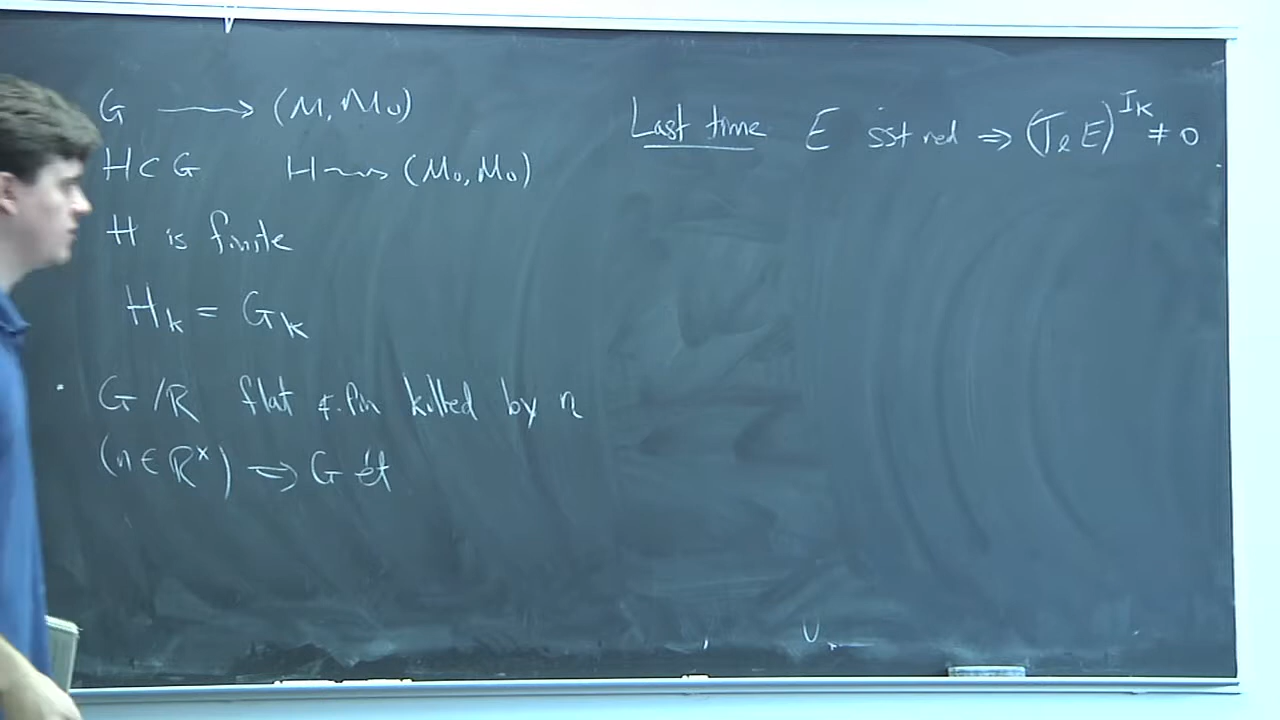 G ⟶ (M, M₀)
H ⊂ G H ⇝ (M₀, M₀)
H is finite
H_k = G_k
· G/R flat q.fin killed by n
(n ∈ R^×) ⇒ G ét
Last time E sst red ⇒ (T_ℓ E)^{I_K} ≠ 0